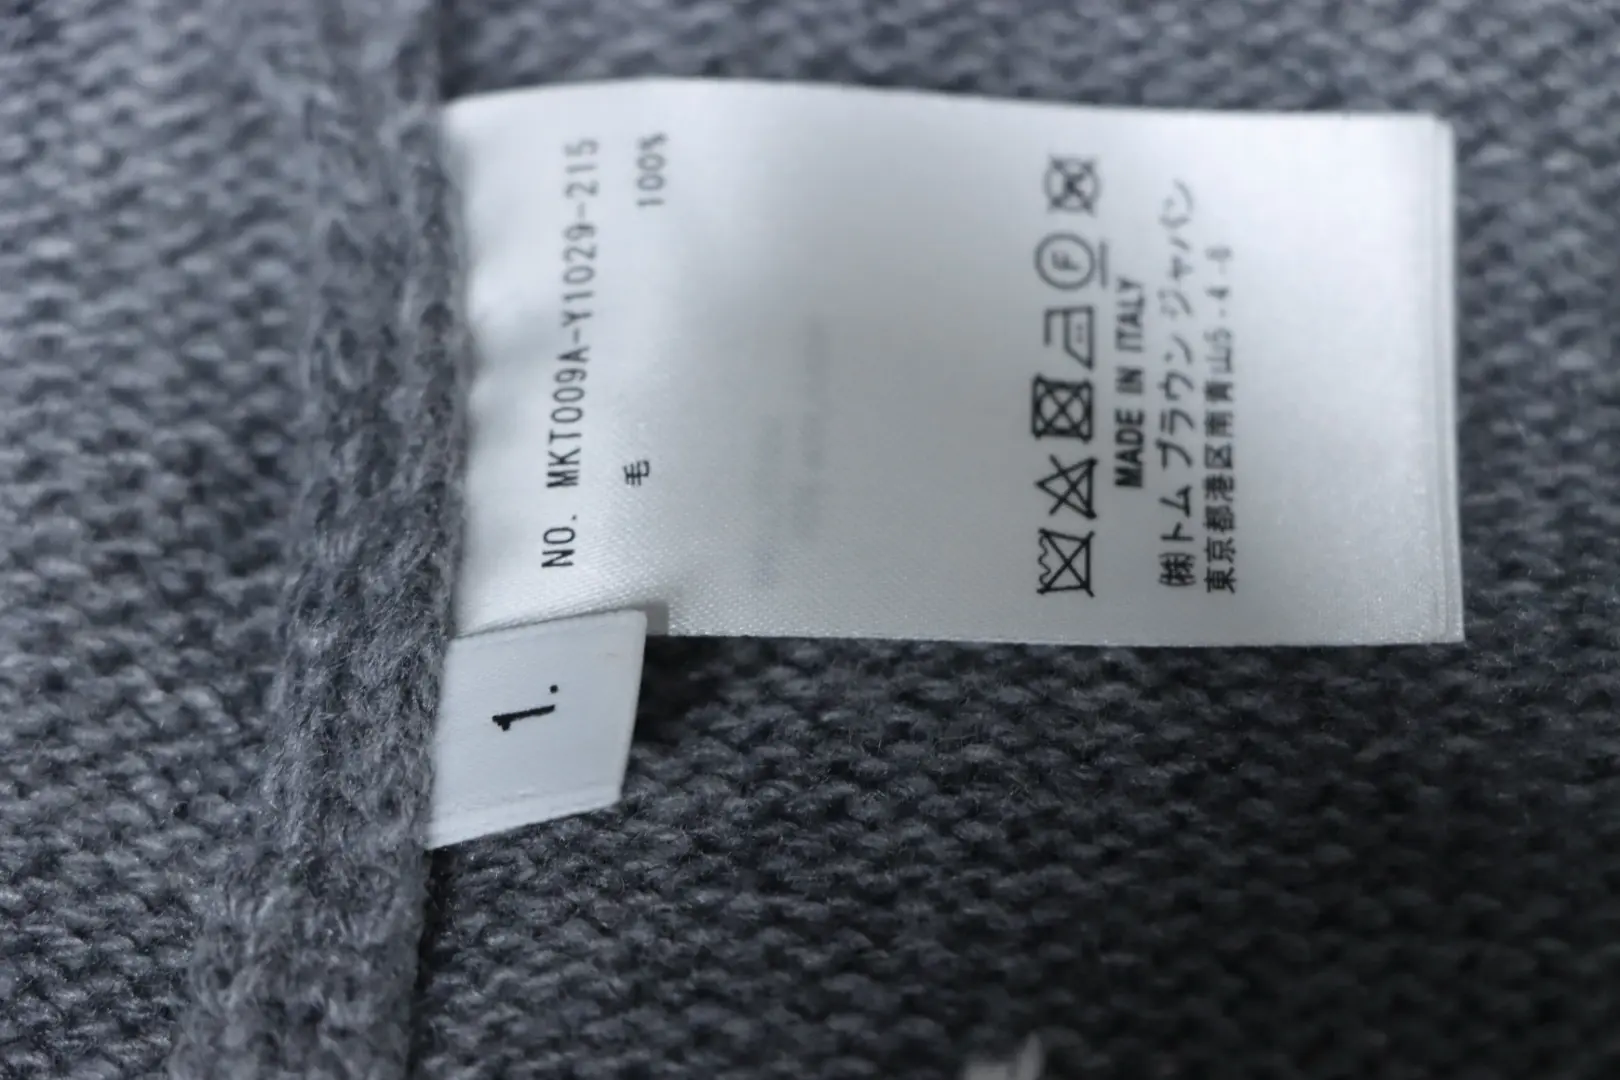 NO. MKT009A-Y1029-215
毛 100%
MADE IN ITALY
㈱トム ブラウン ジャパン
東京都港区南青山5-4-6
1.